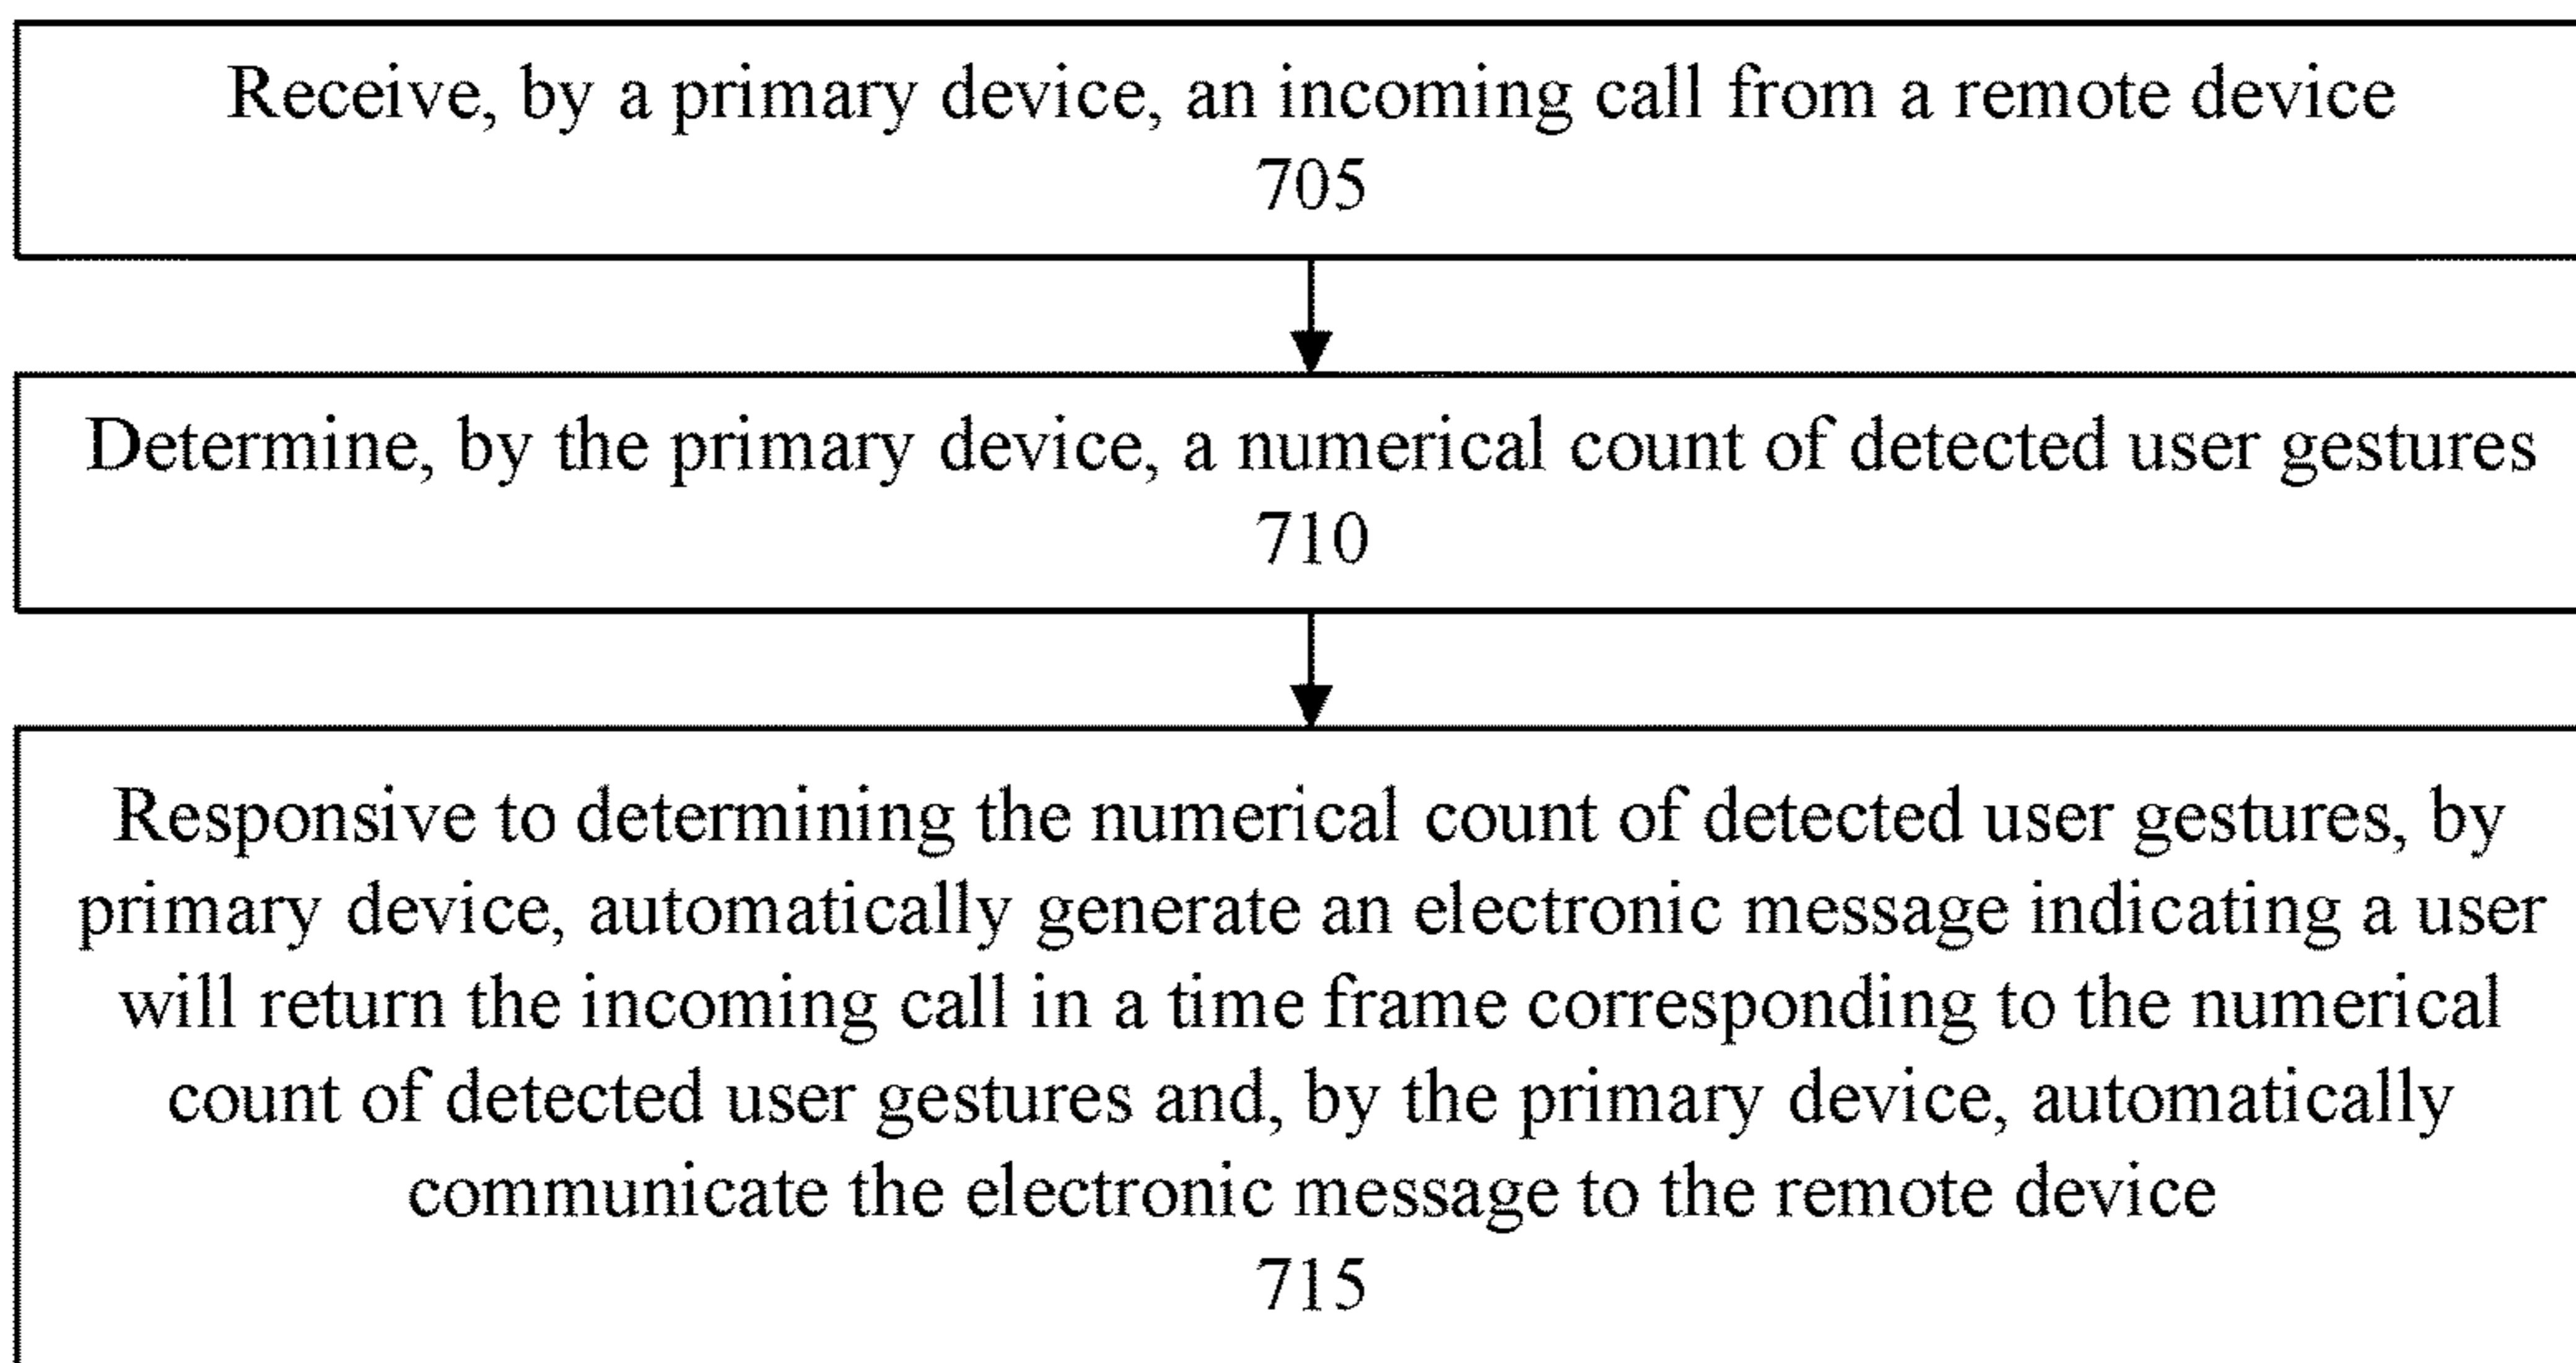 Receive, by a primary device, an incoming call from a remote device
705
Determine, by the primary device, a numerical count of detected user gestures
710
Responsive to determining the numerical count of detected user gestures, by
primary device, automatically generate an electronic message indicating a user
will return the incoming call in a time frame corresponding to the numerical
count of detected user gestures and, by the primary device, automatically
communicate the electronic message to the remote device
715